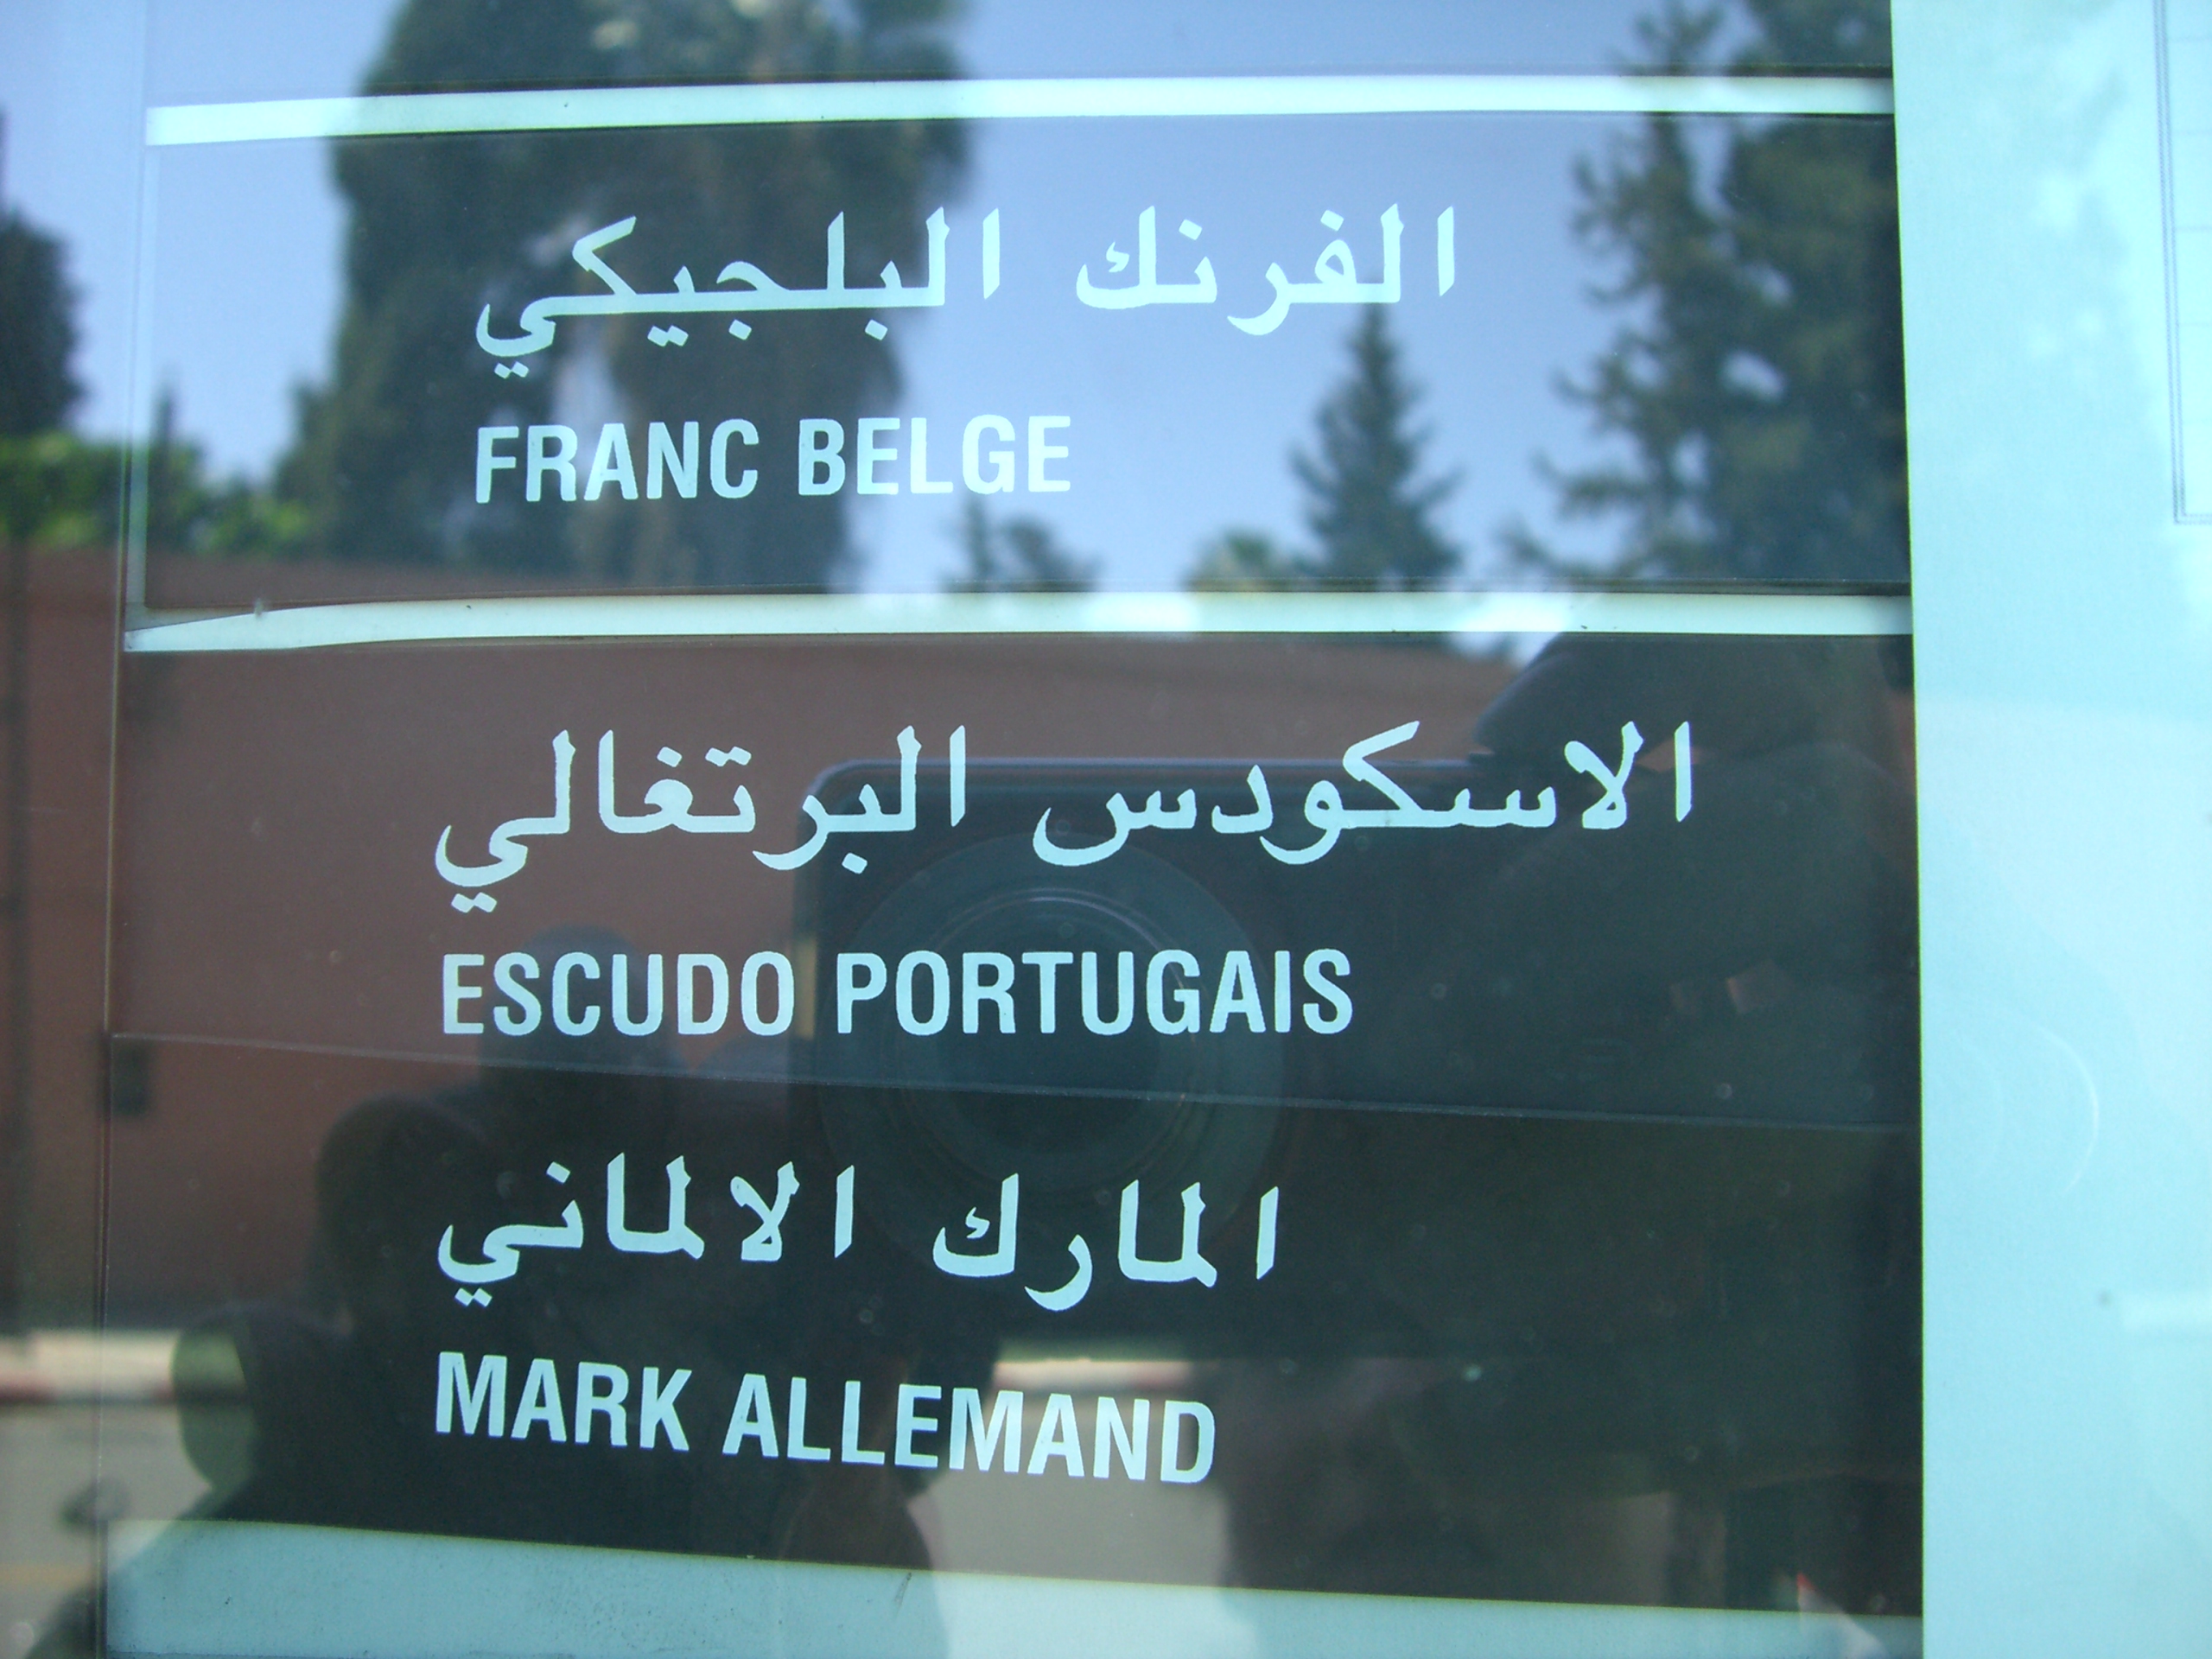 الفرنك البلجيكي
FRANC BELGE
الاسكودس البرتغالي
ESCUDO PORTUGAIS
المارك الالماني
MARK ALLEMAND